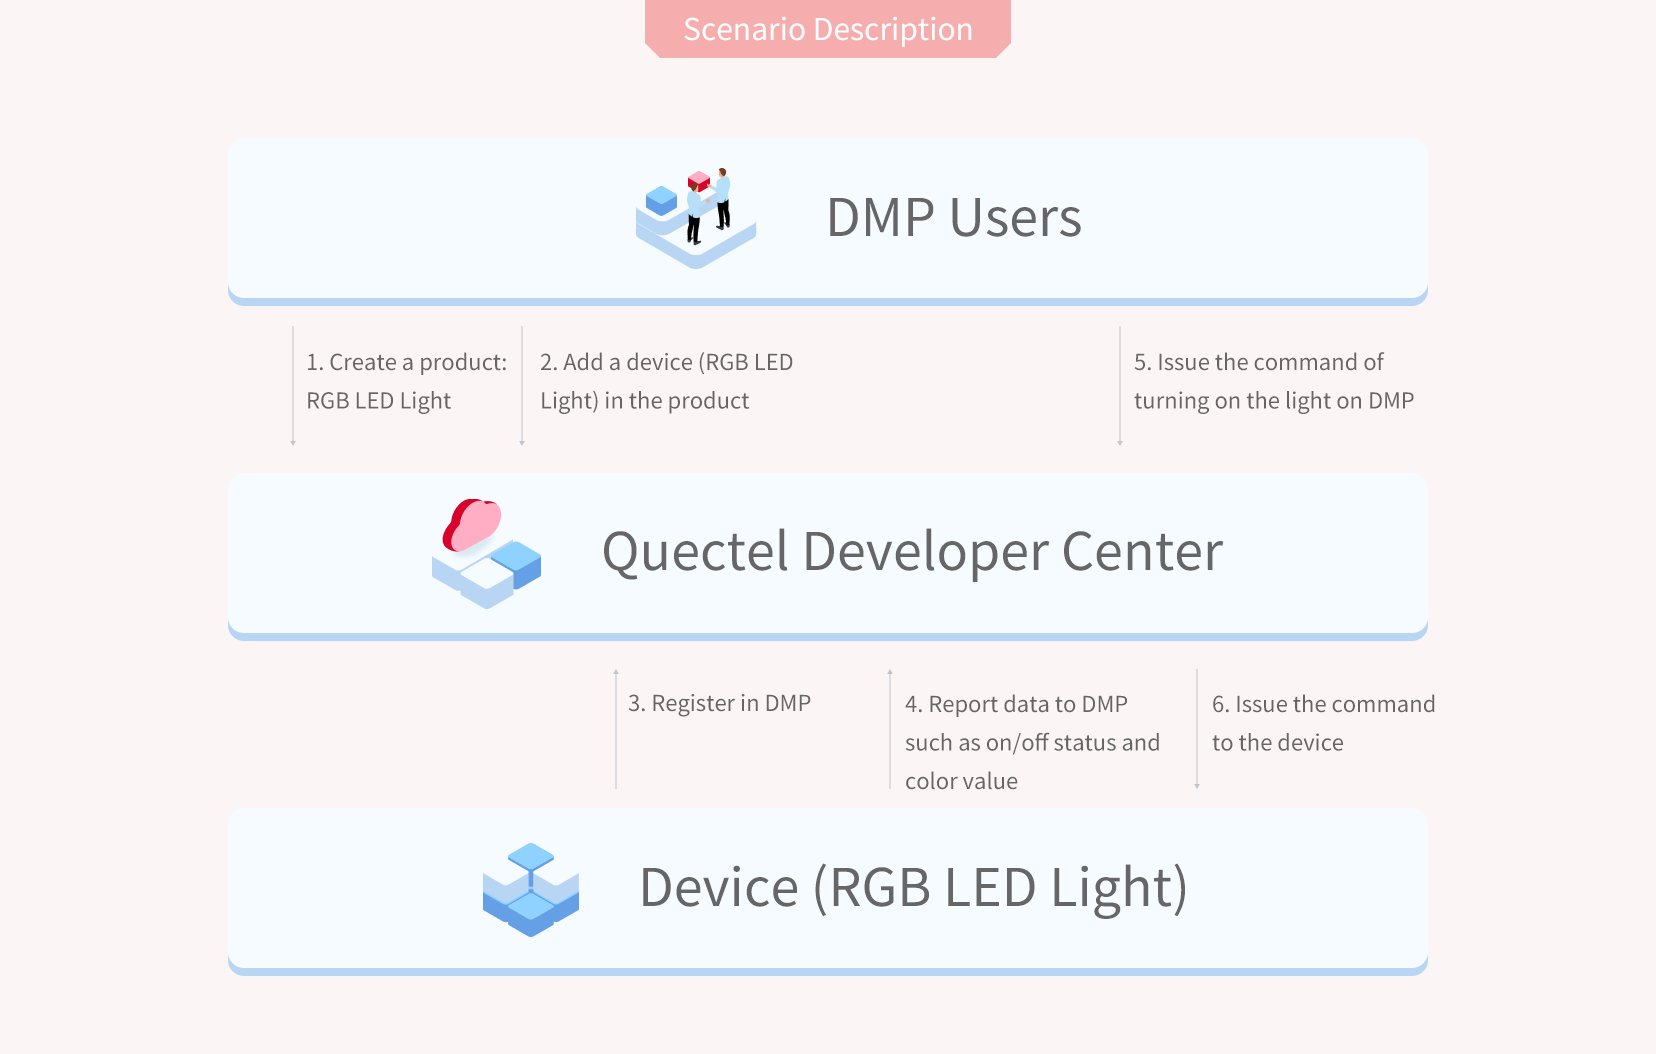 Scenario Description
DMP Users
1. Create a product:
RGB LED Light
2. Add a device (RGB LED
Light) in the product
5. Issue the command of
turning on the light on DMP
Quectel Developer Center
3. Register in DMP
4. Report data to DMP
such as on/off status and
color value
6. Issue the command
to the device
Device (RGB LED Light)